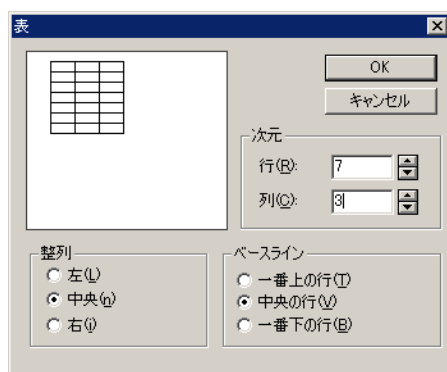 表
OK
キャンセル
次元
行(R): 7
列(C): 3
整列
左(L)
中央(n)
右(i)
ベースライン
一番上の行(T)
中央の行(V)
一番下の行(B)